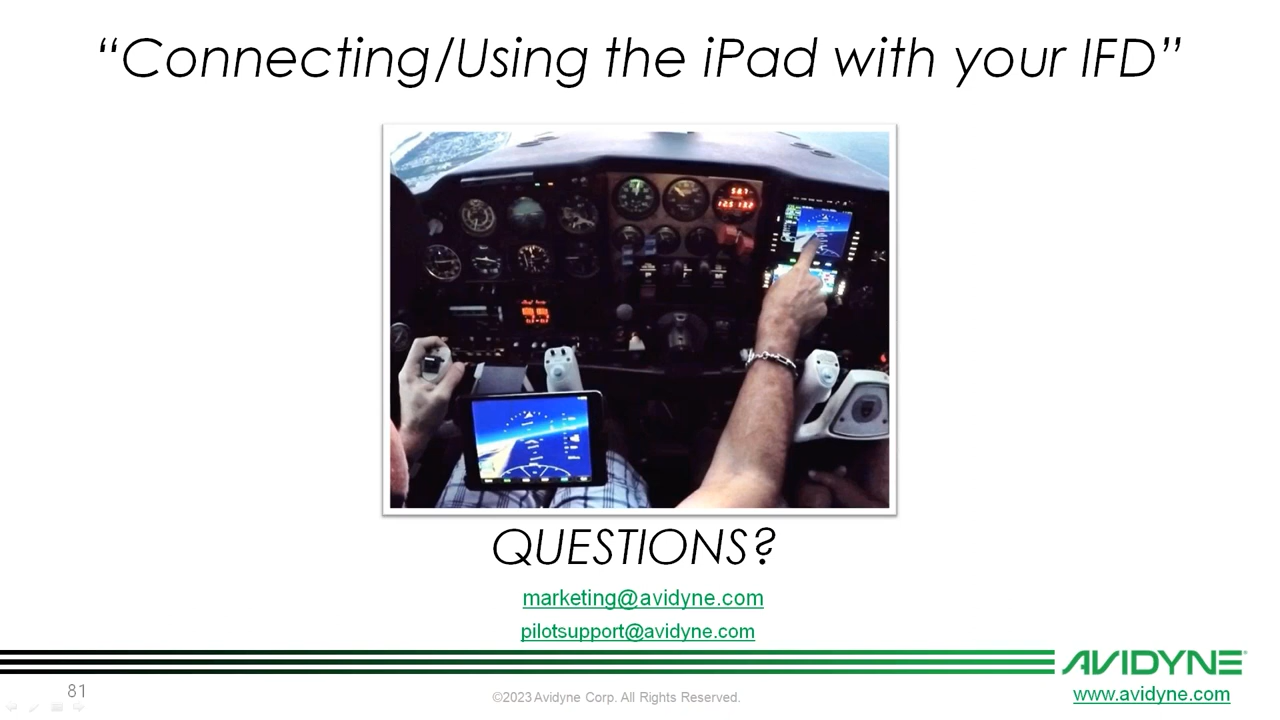 “Connecting/Using the iPad with your IFD”
QUESTIONS?
marketing@avidyne.com
pilotsupport@avidyne.com
AVIDYNE
81
©2023 Avidyne Corp. All Rights Reserved.
www.avidyne.com